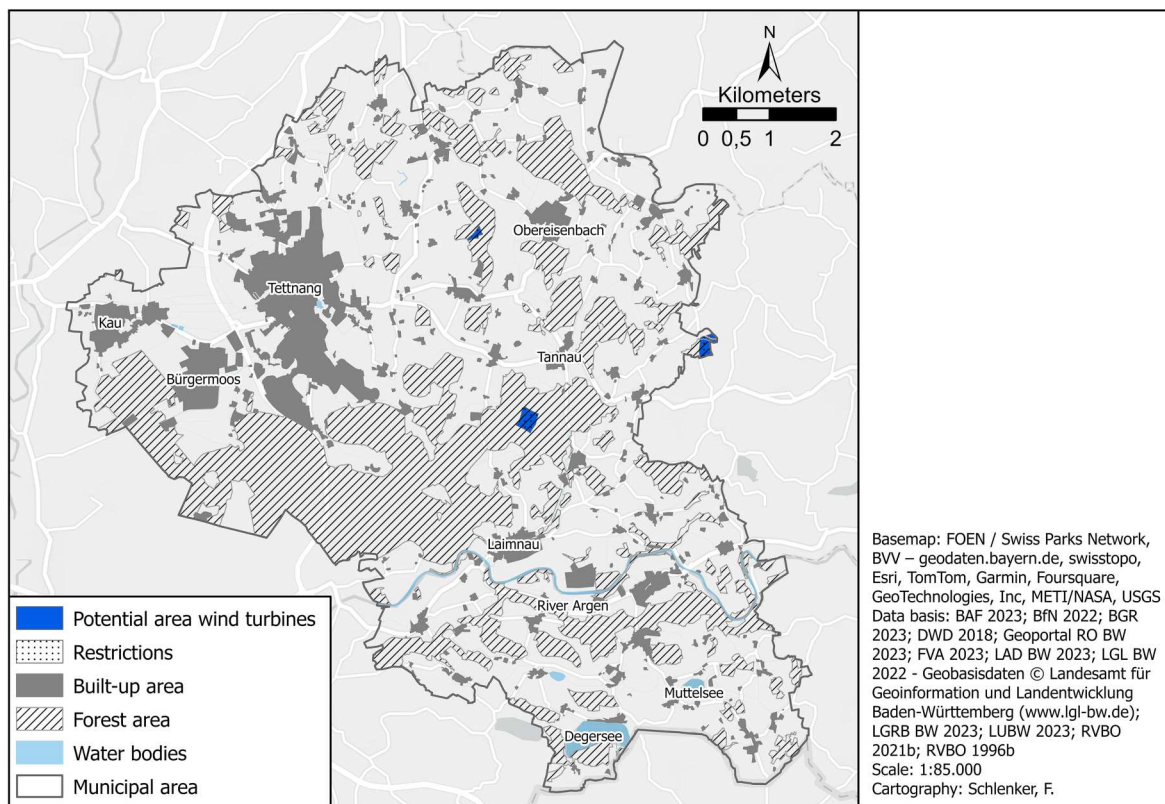 N
Kilometers
0 0,5 1 2
Obereisenbach
Tettnang
Kau
Tannau
Bürgermoos
Laimnau
River Argen
Muttelsee
Degersee
Potential area wind turbines
Restrictions
Built-up area
Forest area
Water bodies
Municipal area
Basemap: FOEN / Swiss Parks Network,
BVV – geodaten.bayern.de, swisstopo,
Esri, TomTom, Garmin, Foursquare,
GeoTechnologies, Inc, METI/NASA, USGS
Data basis: BAF 2023; BfN 2022; BGR
2023; DWD 2018; Geoportal RO BW
2023; FVA 2023; LAD BW 2023; LGL BW
2022 - Geobasisdaten © Landesamt für
Geoinformation und Landentwicklung
Baden-Württemberg (www.lgl-bw.de);
LGRB BW 2023; LUBW 2023; RVBO
2021b; RVBO 1996b
Scale: 1:85.000
Cartography: Schlenker, F.